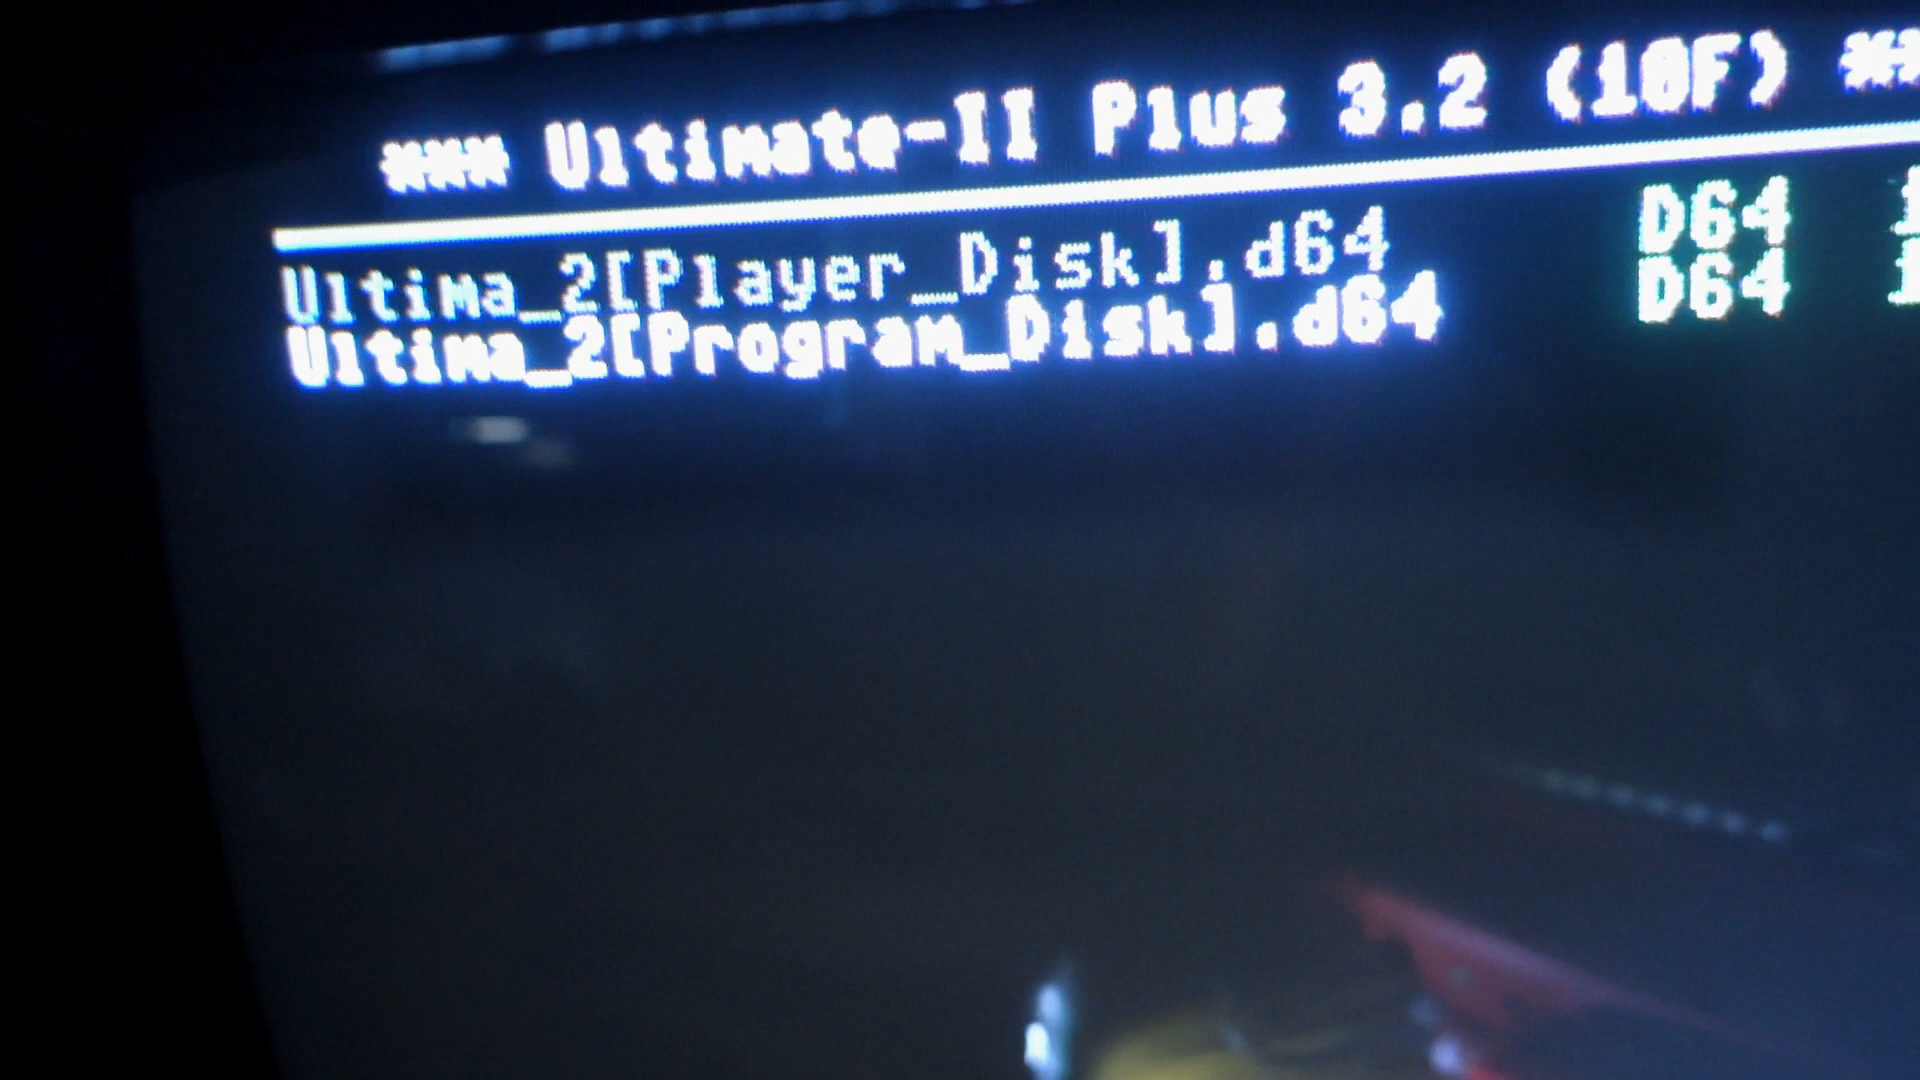 *** Ultimate-II Plus 3.2 (10F) **
Ultima_2[Player_Disk].d64 D64
Ultima_2[Program_Disk].d64 D64